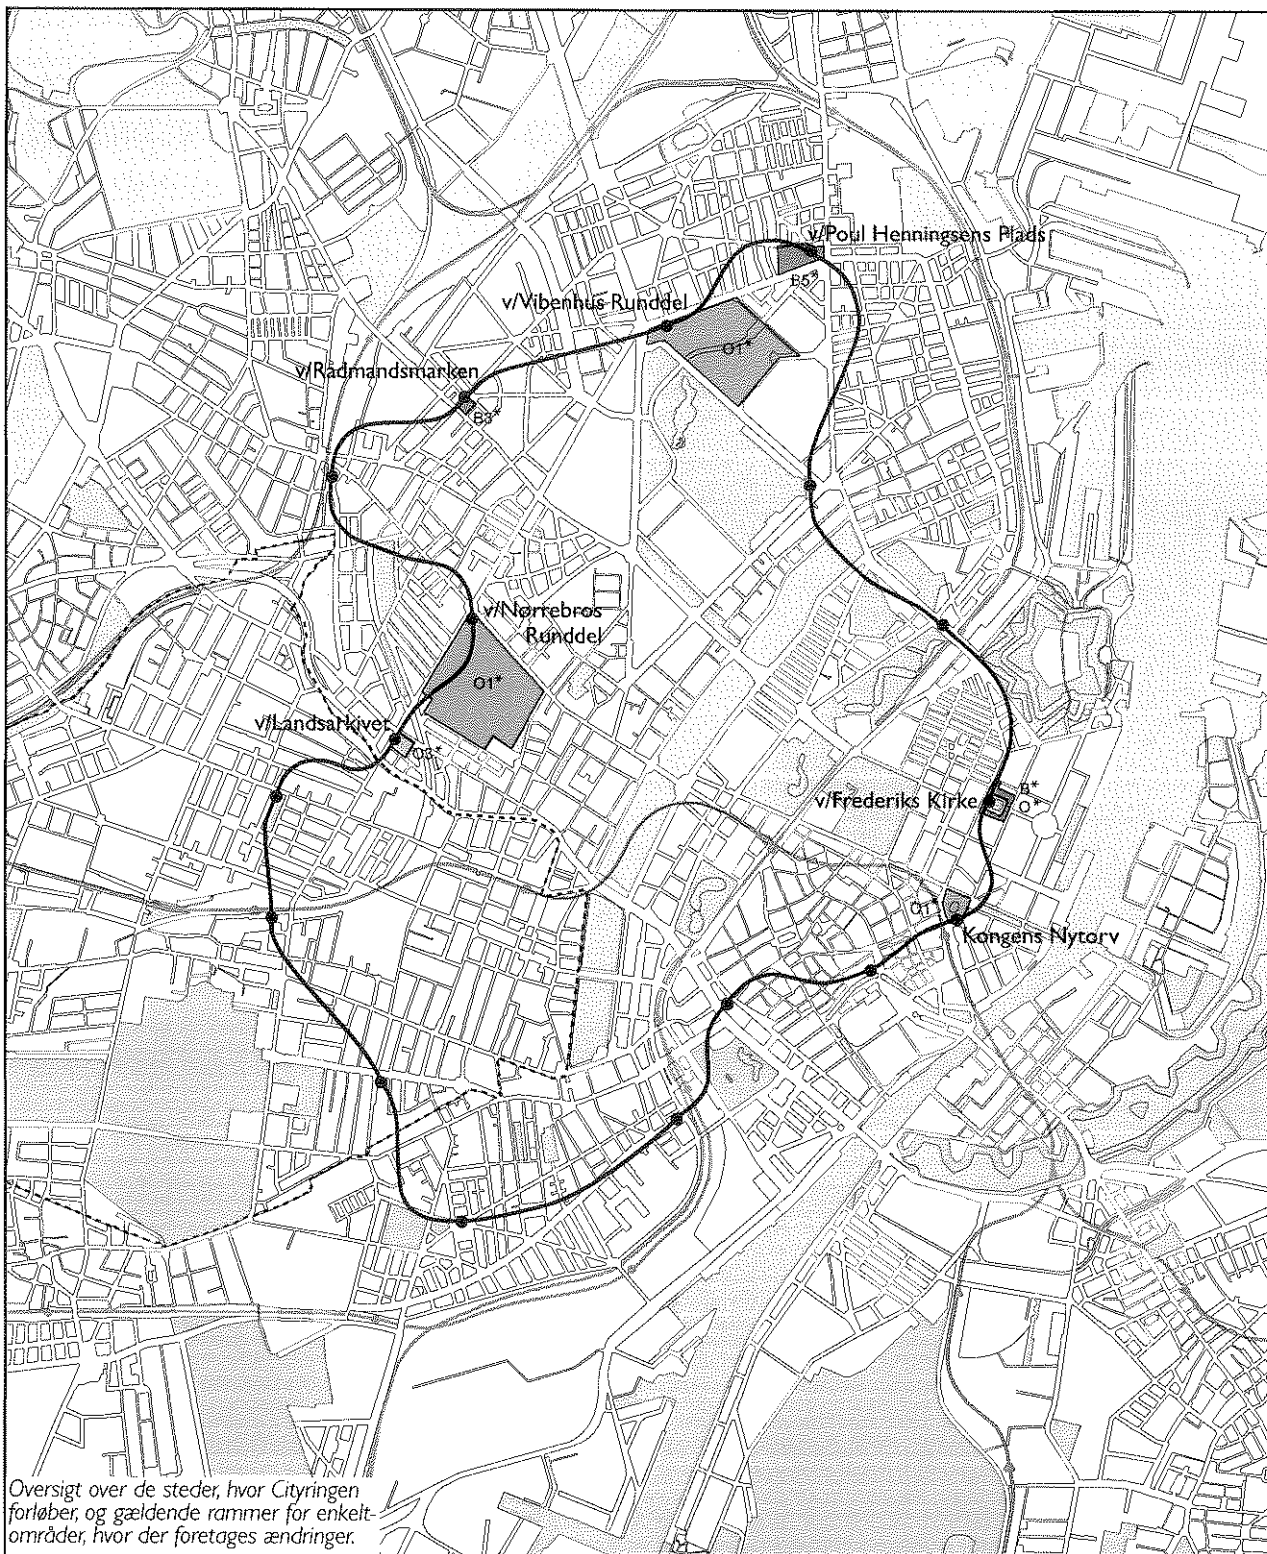 v/Poul Henningsens Plads
B5*
v/Vibenhus Runddel
O1*
v/Rådmandsmarken
B3*
v/Nørrebros
Runddel
O1*
v/Landsarkivet
O3*
B*
v/Frederiks Kirke
O*
O1*
Kongens Nytorv
Oversigt over de steder, hvor Cityringen
forløber, og gældende rammer for enkelt-
områder, hvor der foretages ændringer.